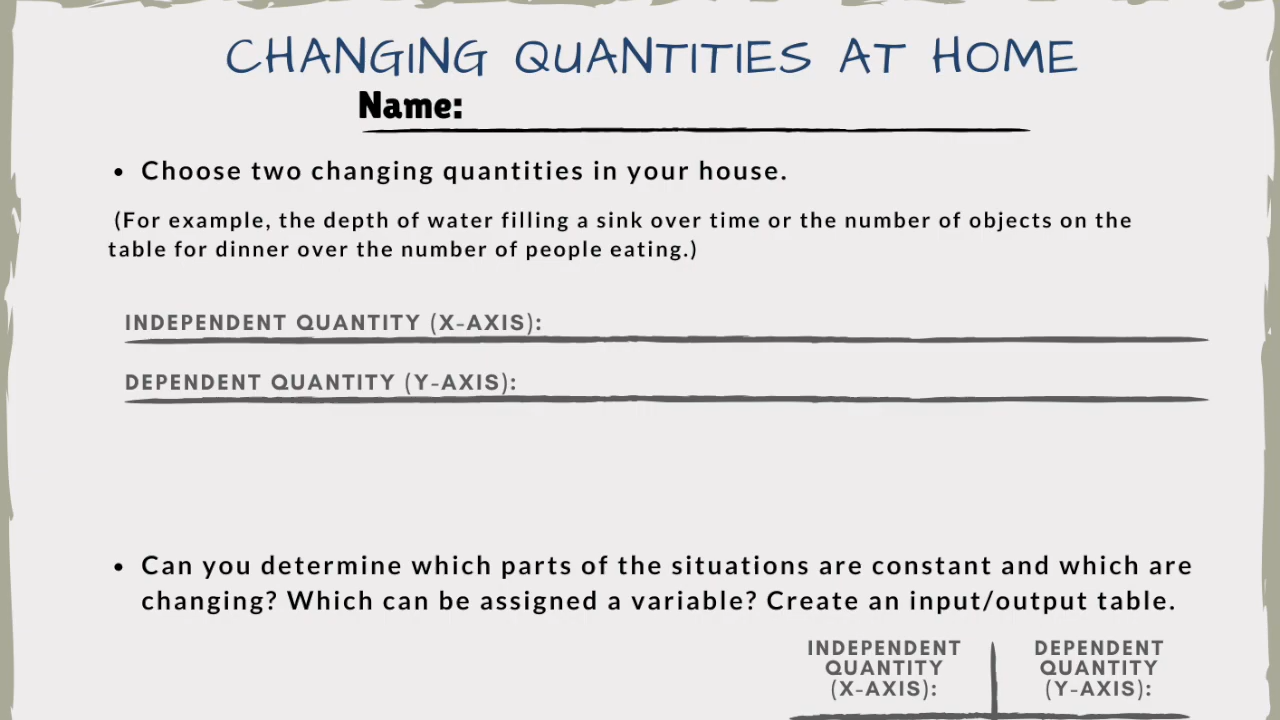 CHANGING QUANTITIES AT HOME
Name:
• Choose two changing quantities in your house.
(For example, the depth of water filling a sink over time or the number of objects on the
table for dinner over the number of people eating.)
INDEPENDENT QUANTITY (X-AXIS):
DEPENDENT QUANTITY (Y-AXIS):
• Can you determine which parts of the situations are constant and which are
changing? Which can be assigned a variable? Create an input/output table.
INDEPENDENT
QUANTITY
(X-AXIS):
DEPENDENT
QUANTITY
(Y-AXIS):